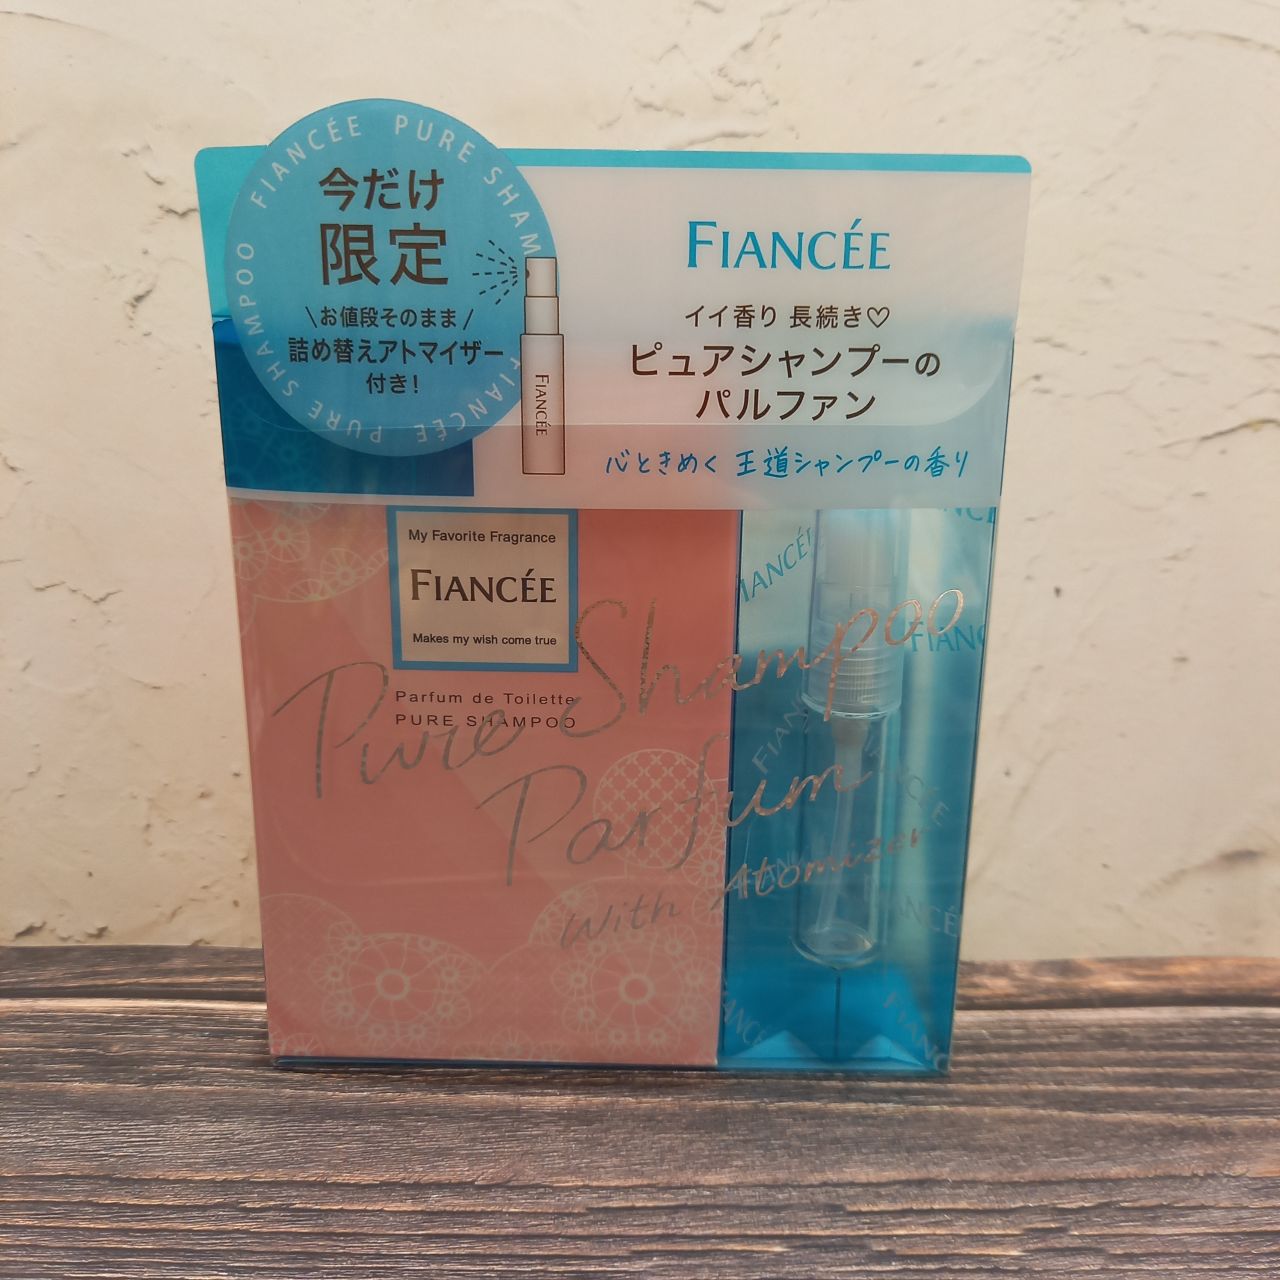 FIANCÉE PURE SHAMPOO FIANCÉE PURE SHAMPOO
今だけ
限定
\お値段そのまま/
詰め替えアトマイザー
付き!
FIANCÉE
FIANCÉE
イイ香り 長続き♡
ピュアシャンプーの
パルファン
心ときめく 王道シャンプーの香り
My Favorite Fragrance
FIANCÉE
Makes my wish come true
Parfum de Toilette
PURE SHAMPOO
Pure Shampoo
Parfum
With Atomizer
FIANCÉE